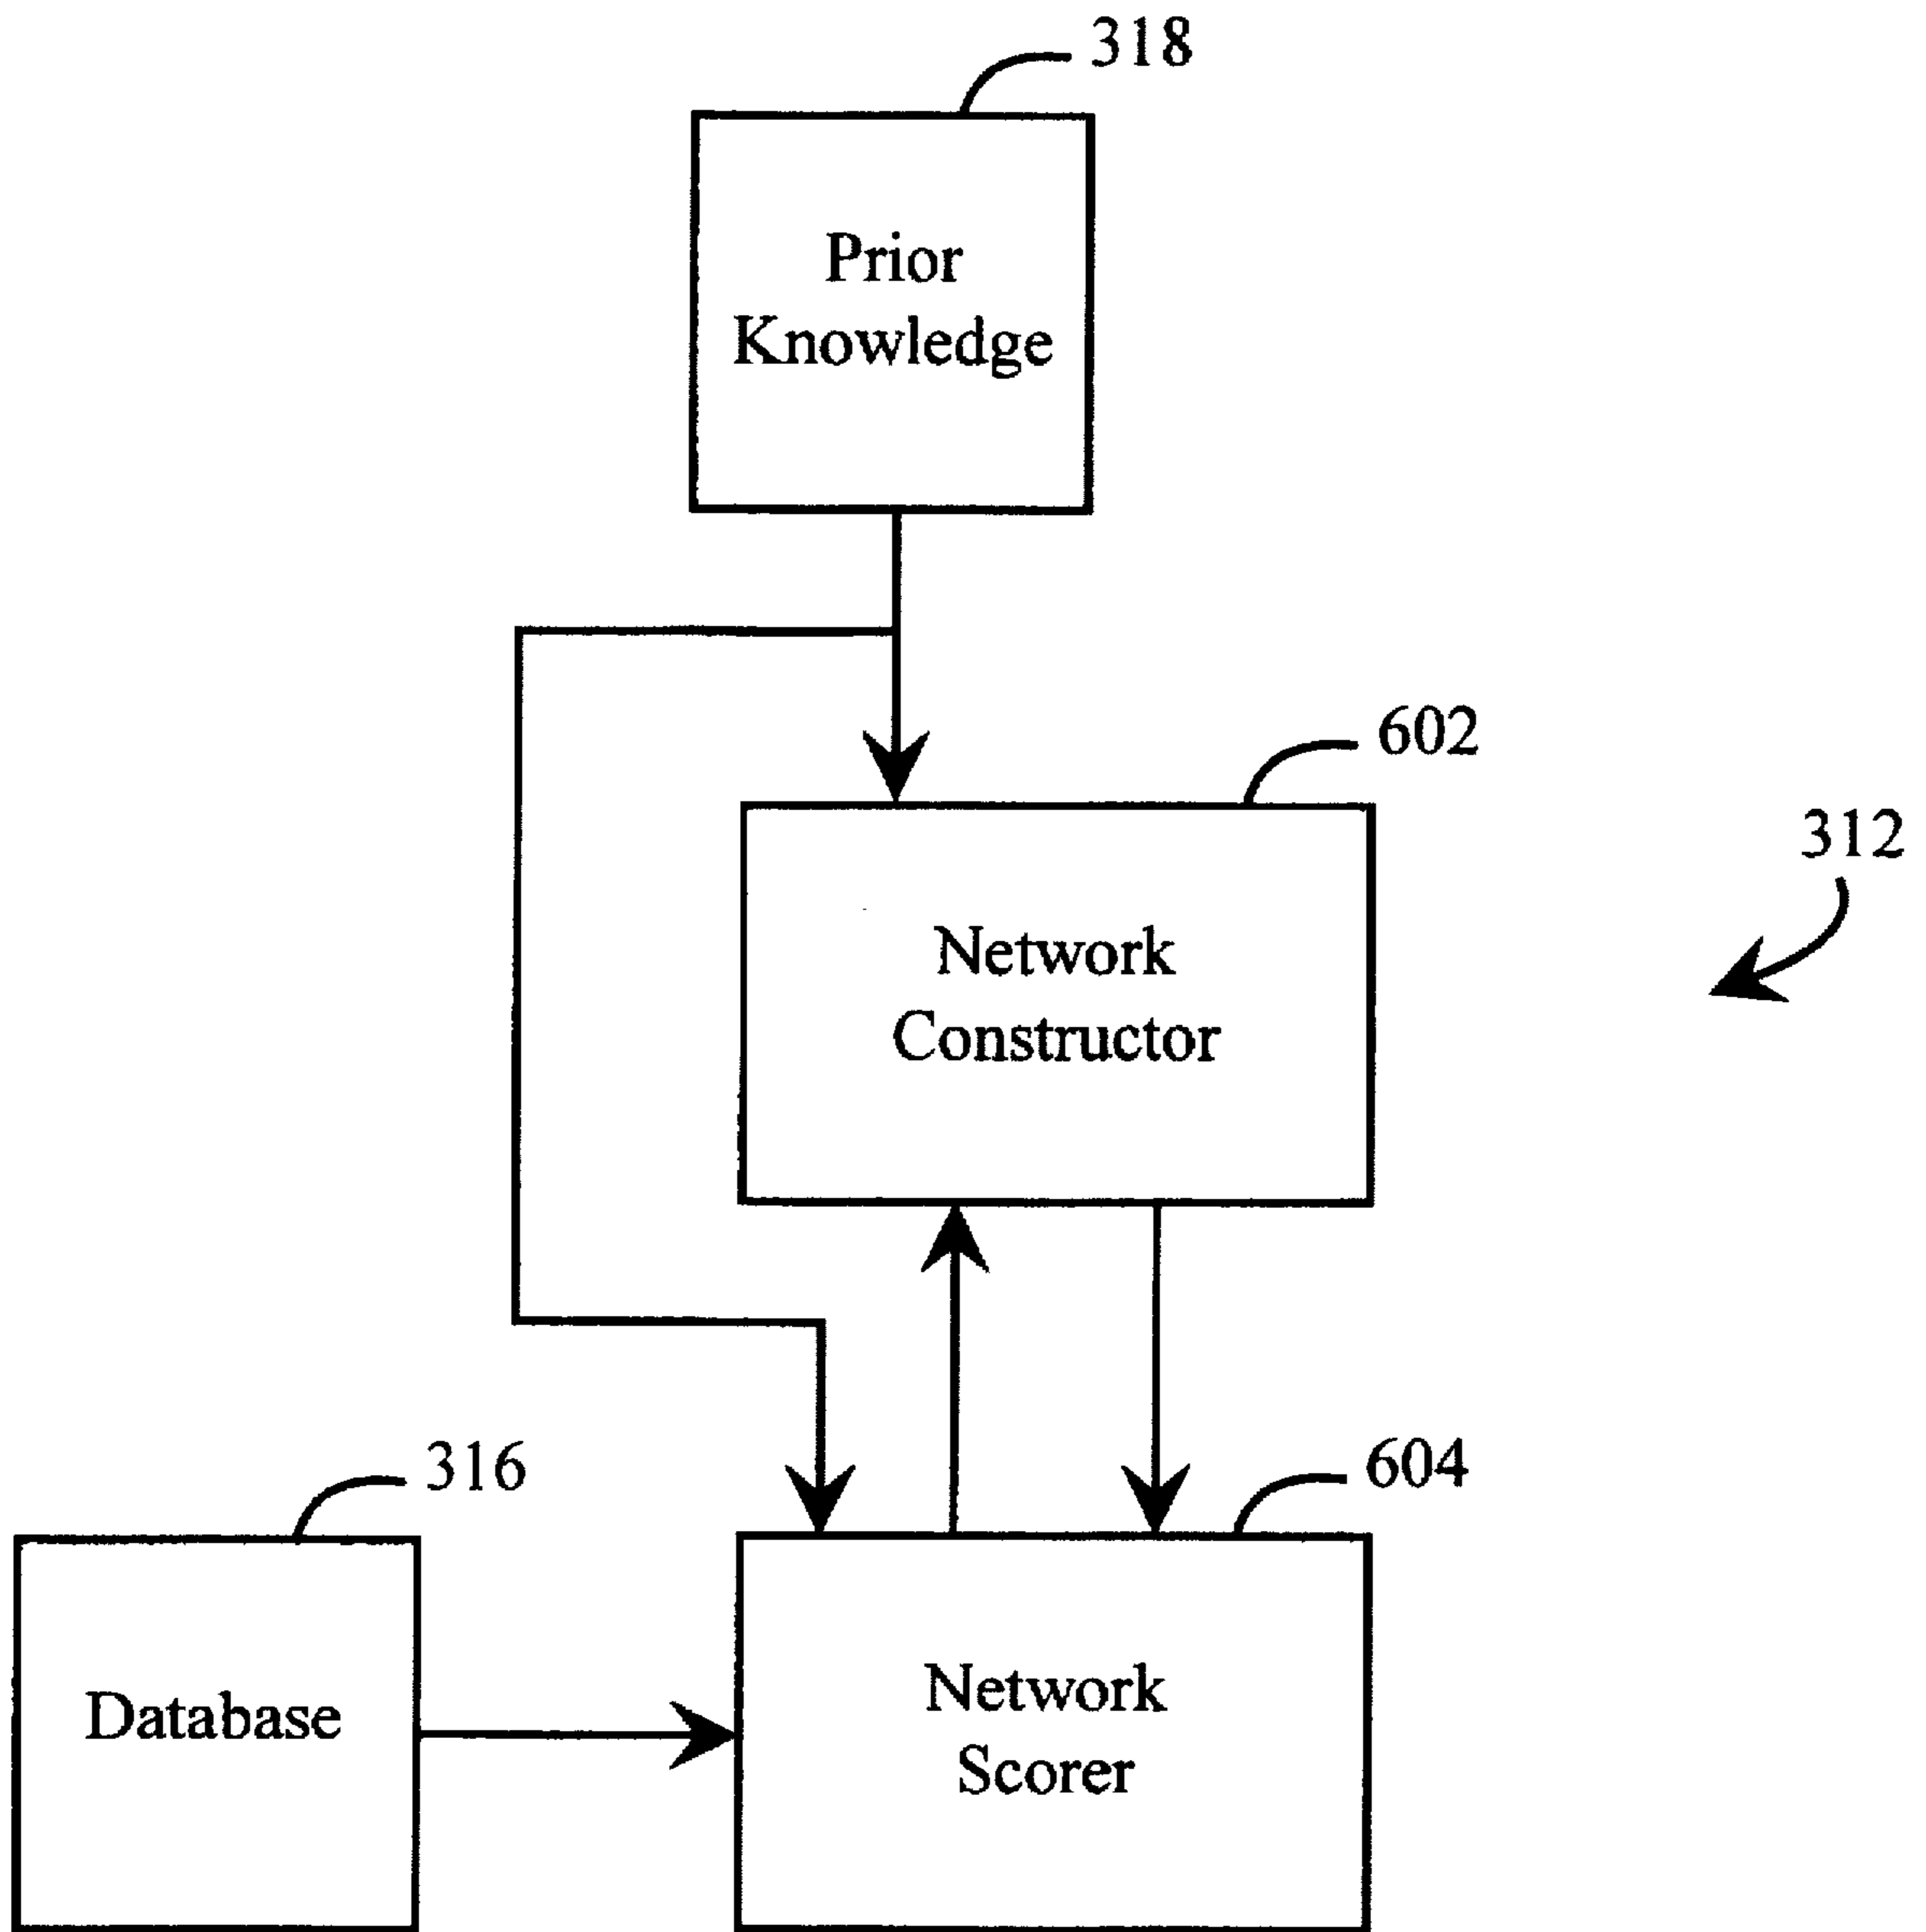 318
Prior
Knowledge
602
312
Network
Constructor
316
604
Database
Network
Scorer